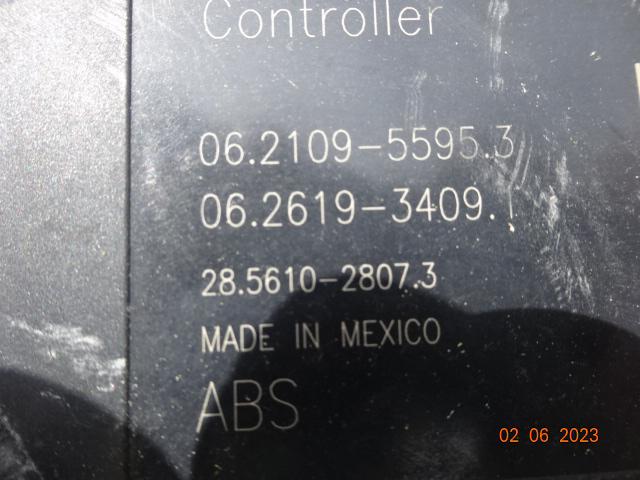 Controller
06.2109-5595.3
06.2619-3409.1
28.5610-2807.3
MADE IN MEXICO
ABS
02 06 2023